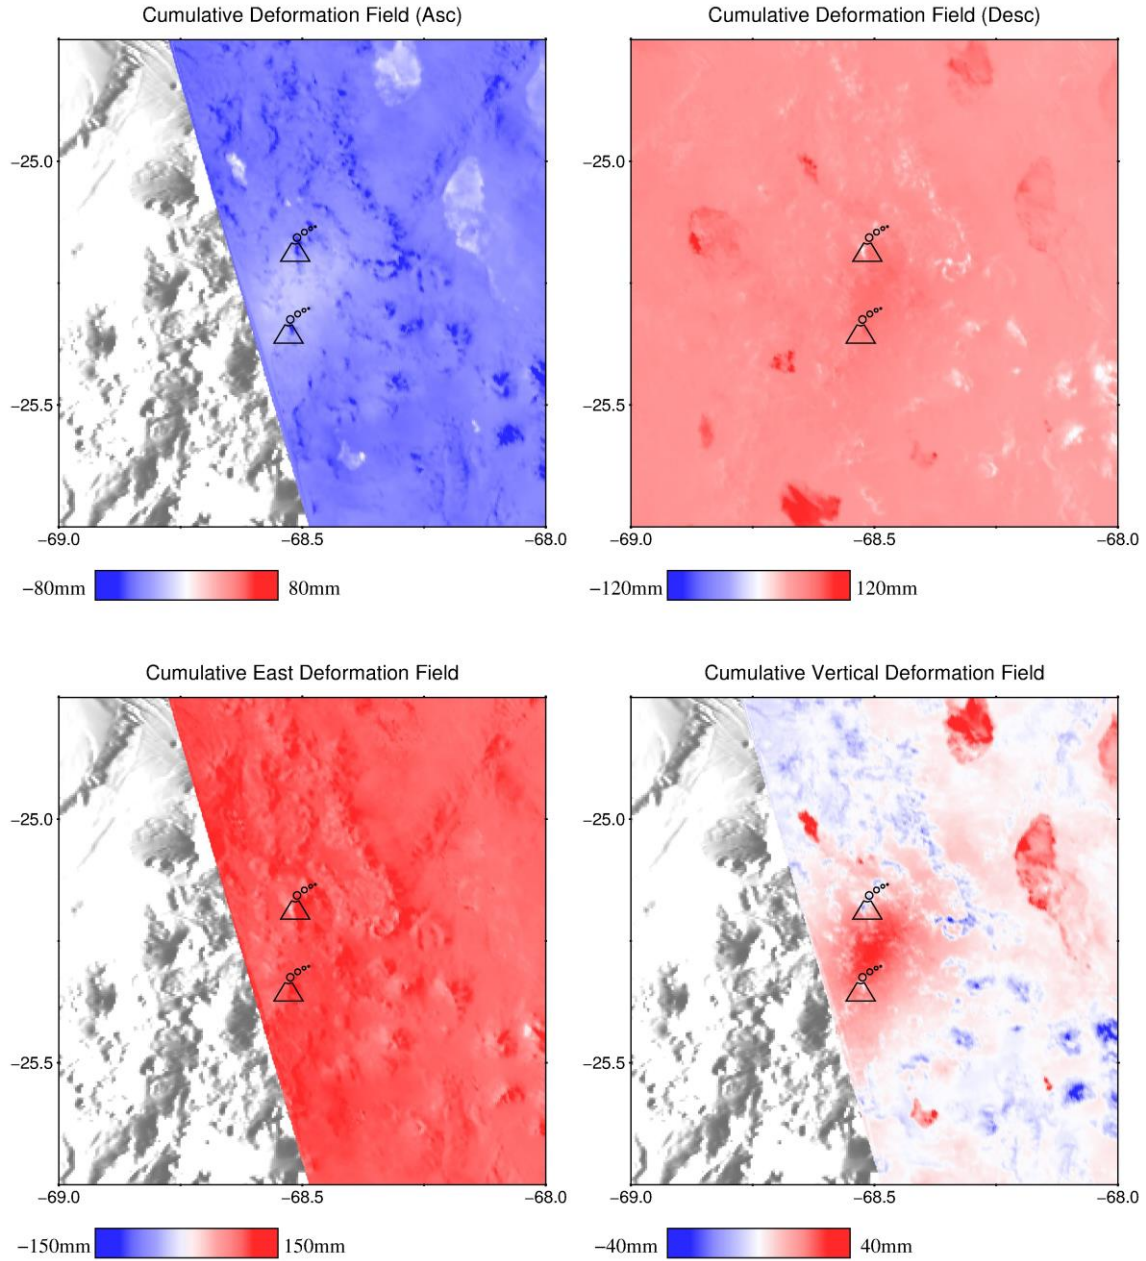 Cumulative Deformation Field (Asc)
Cumulative Deformation Field (Desc)
−25.0
−25.5
−69.0
−68.5
−68.0
−25.0
−25.5
−69.0
−68.5
−68.0
−80mm
80mm
−120mm
120mm
Cumulative East Deformation Field
Cumulative Vertical Deformation Field
−25.0
−25.5
−69.0
−68.5
−68.0
−25.0
−25.5
−69.0
−68.5
−68.0
−150mm
150mm
−40mm
40mm